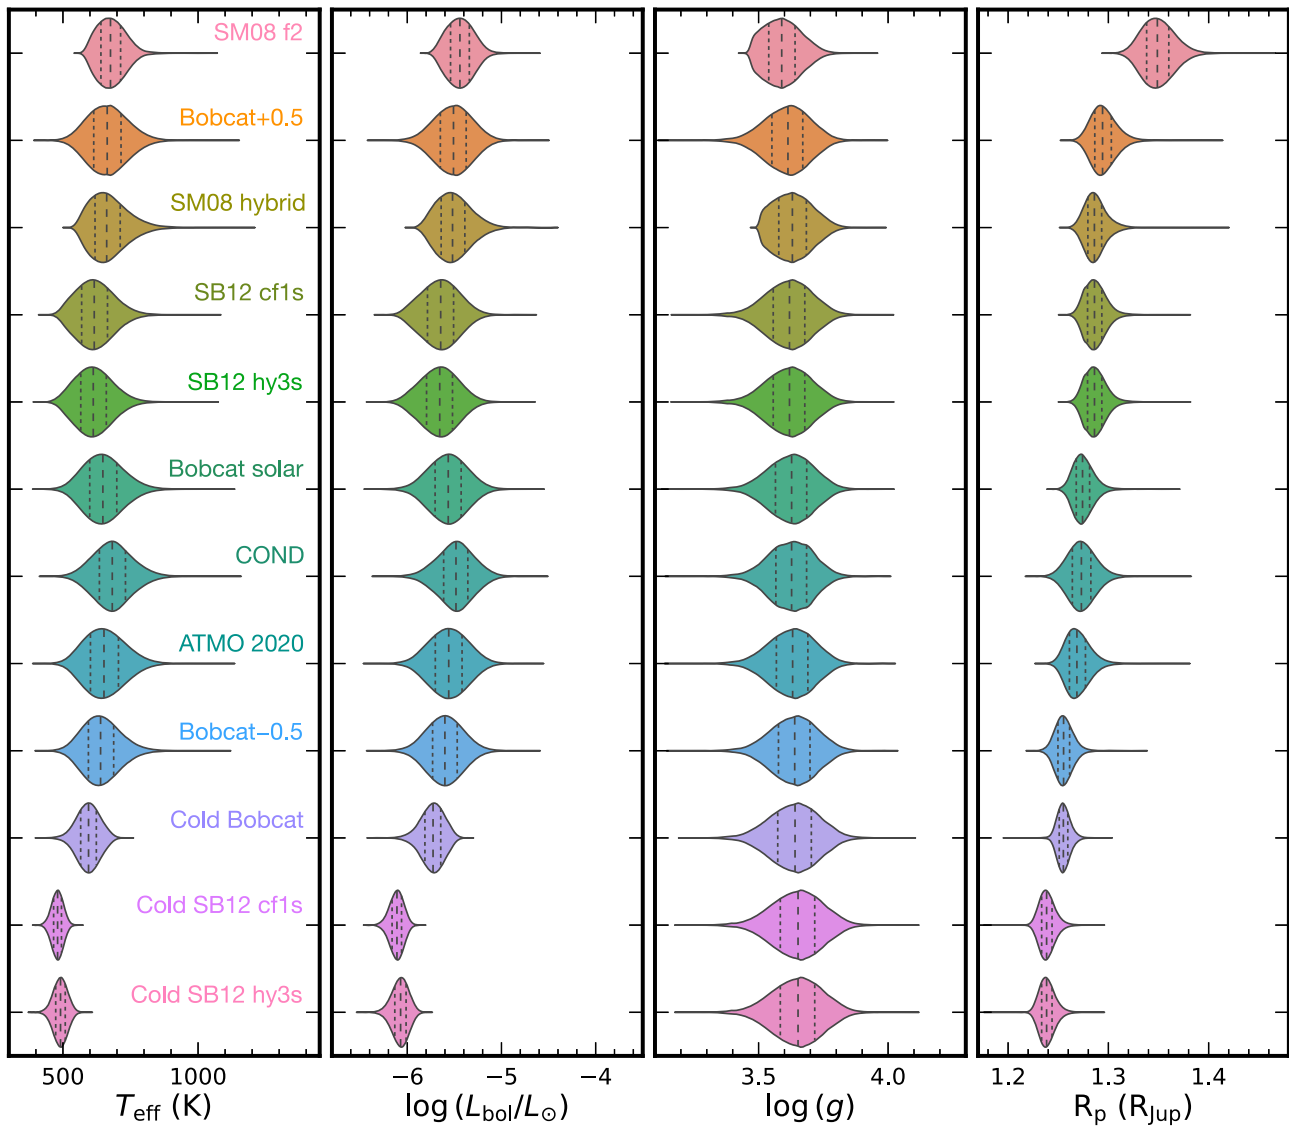 SM08 f2
Bobcat+0.5
SM08 hybrid
SB12 cf1s
SB12 hy3s
Bobcat solar
COND
ATMO 2020
Bobcat−0.5
Cold Bobcat
Cold SB12 cf1s
Cold SB12 hy3s
500 1000 −6 −5 −4 3.5 4.0 1.2 1.3 1.4
T_eff (K) log (L_bol/L_⊙) log (g) R_p (R_Jup)